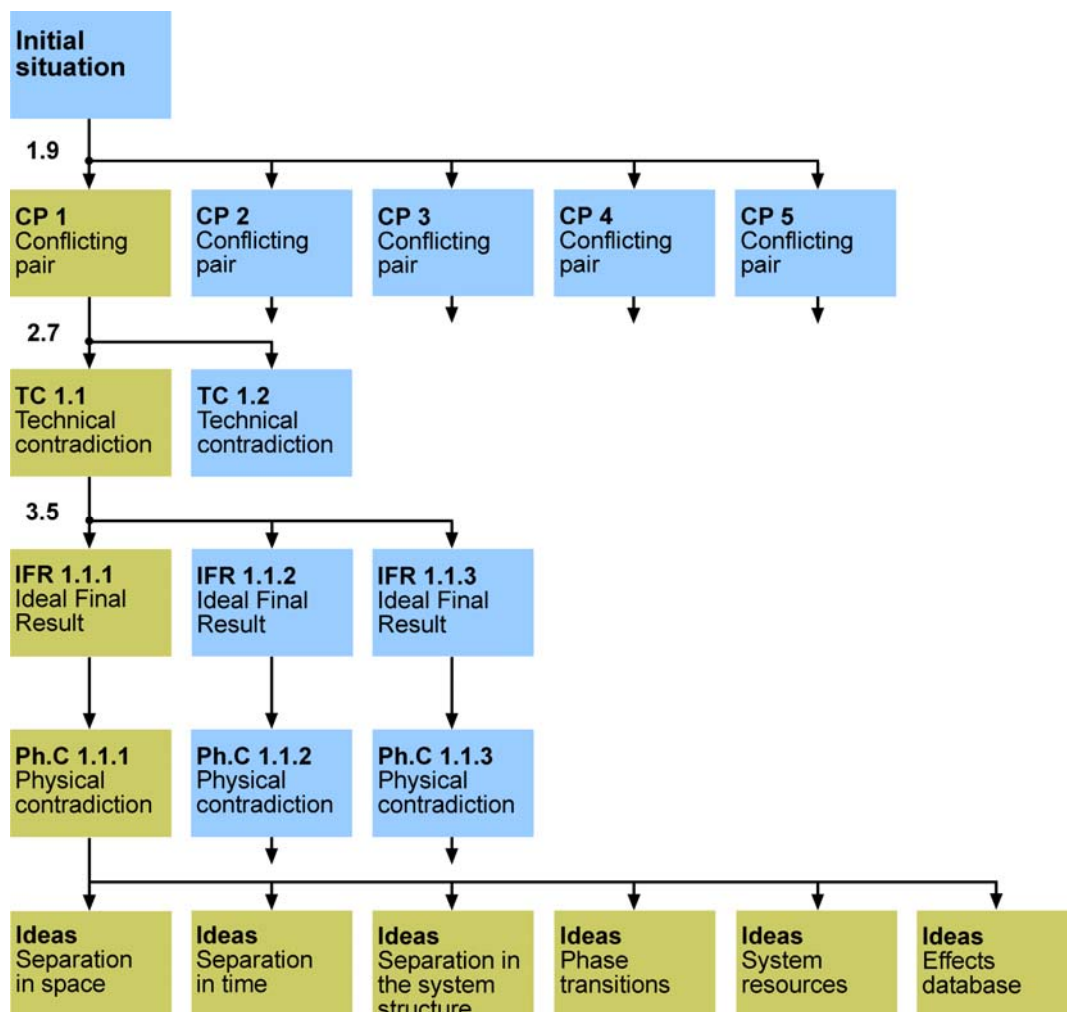 Initial
situation
1.9
CP 1
Conflicting
pair
CP 2
Conflicting
pair
CP 3
Conflicting
pair
CP 4
Conflicting
pair
CP 5
Conflicting
pair
2.7
TC 1.1
Technical
contradiction
TC 1.2
Technical
contradiction
3.5
IFR 1.1.1
Ideal Final
Result
IFR 1.1.2
Ideal Final
Result
IFR 1.1.3
Ideal Final
Result
Ph.C 1.1.1
Physical
contradiction
Ph.C 1.1.2
Physical
contradiction
Ph.C 1.1.3
Physical
contradiction
Ideas
Separation
in space
Ideas
Separation
in time
Ideas
Separation in
the system
structure
Ideas
Phase
transitions
Ideas
System
resources
Ideas
Effects
database